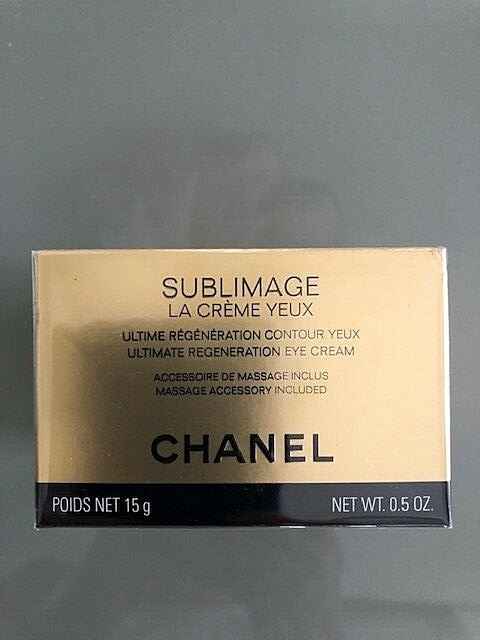 SUBLIMAGE
LA CRÈME YEUX
ULTIME RÉGÉNÉRATION CONTOUR YEUX
ULTIMATE REGENERATION EYE CREAM
ACCESSOIRE DE MASSAGE INCLUS
MASSAGE ACCESSORY INCLUDED
CHANEL
POIDS NET 15 g NET WT. 0.5 OZ.